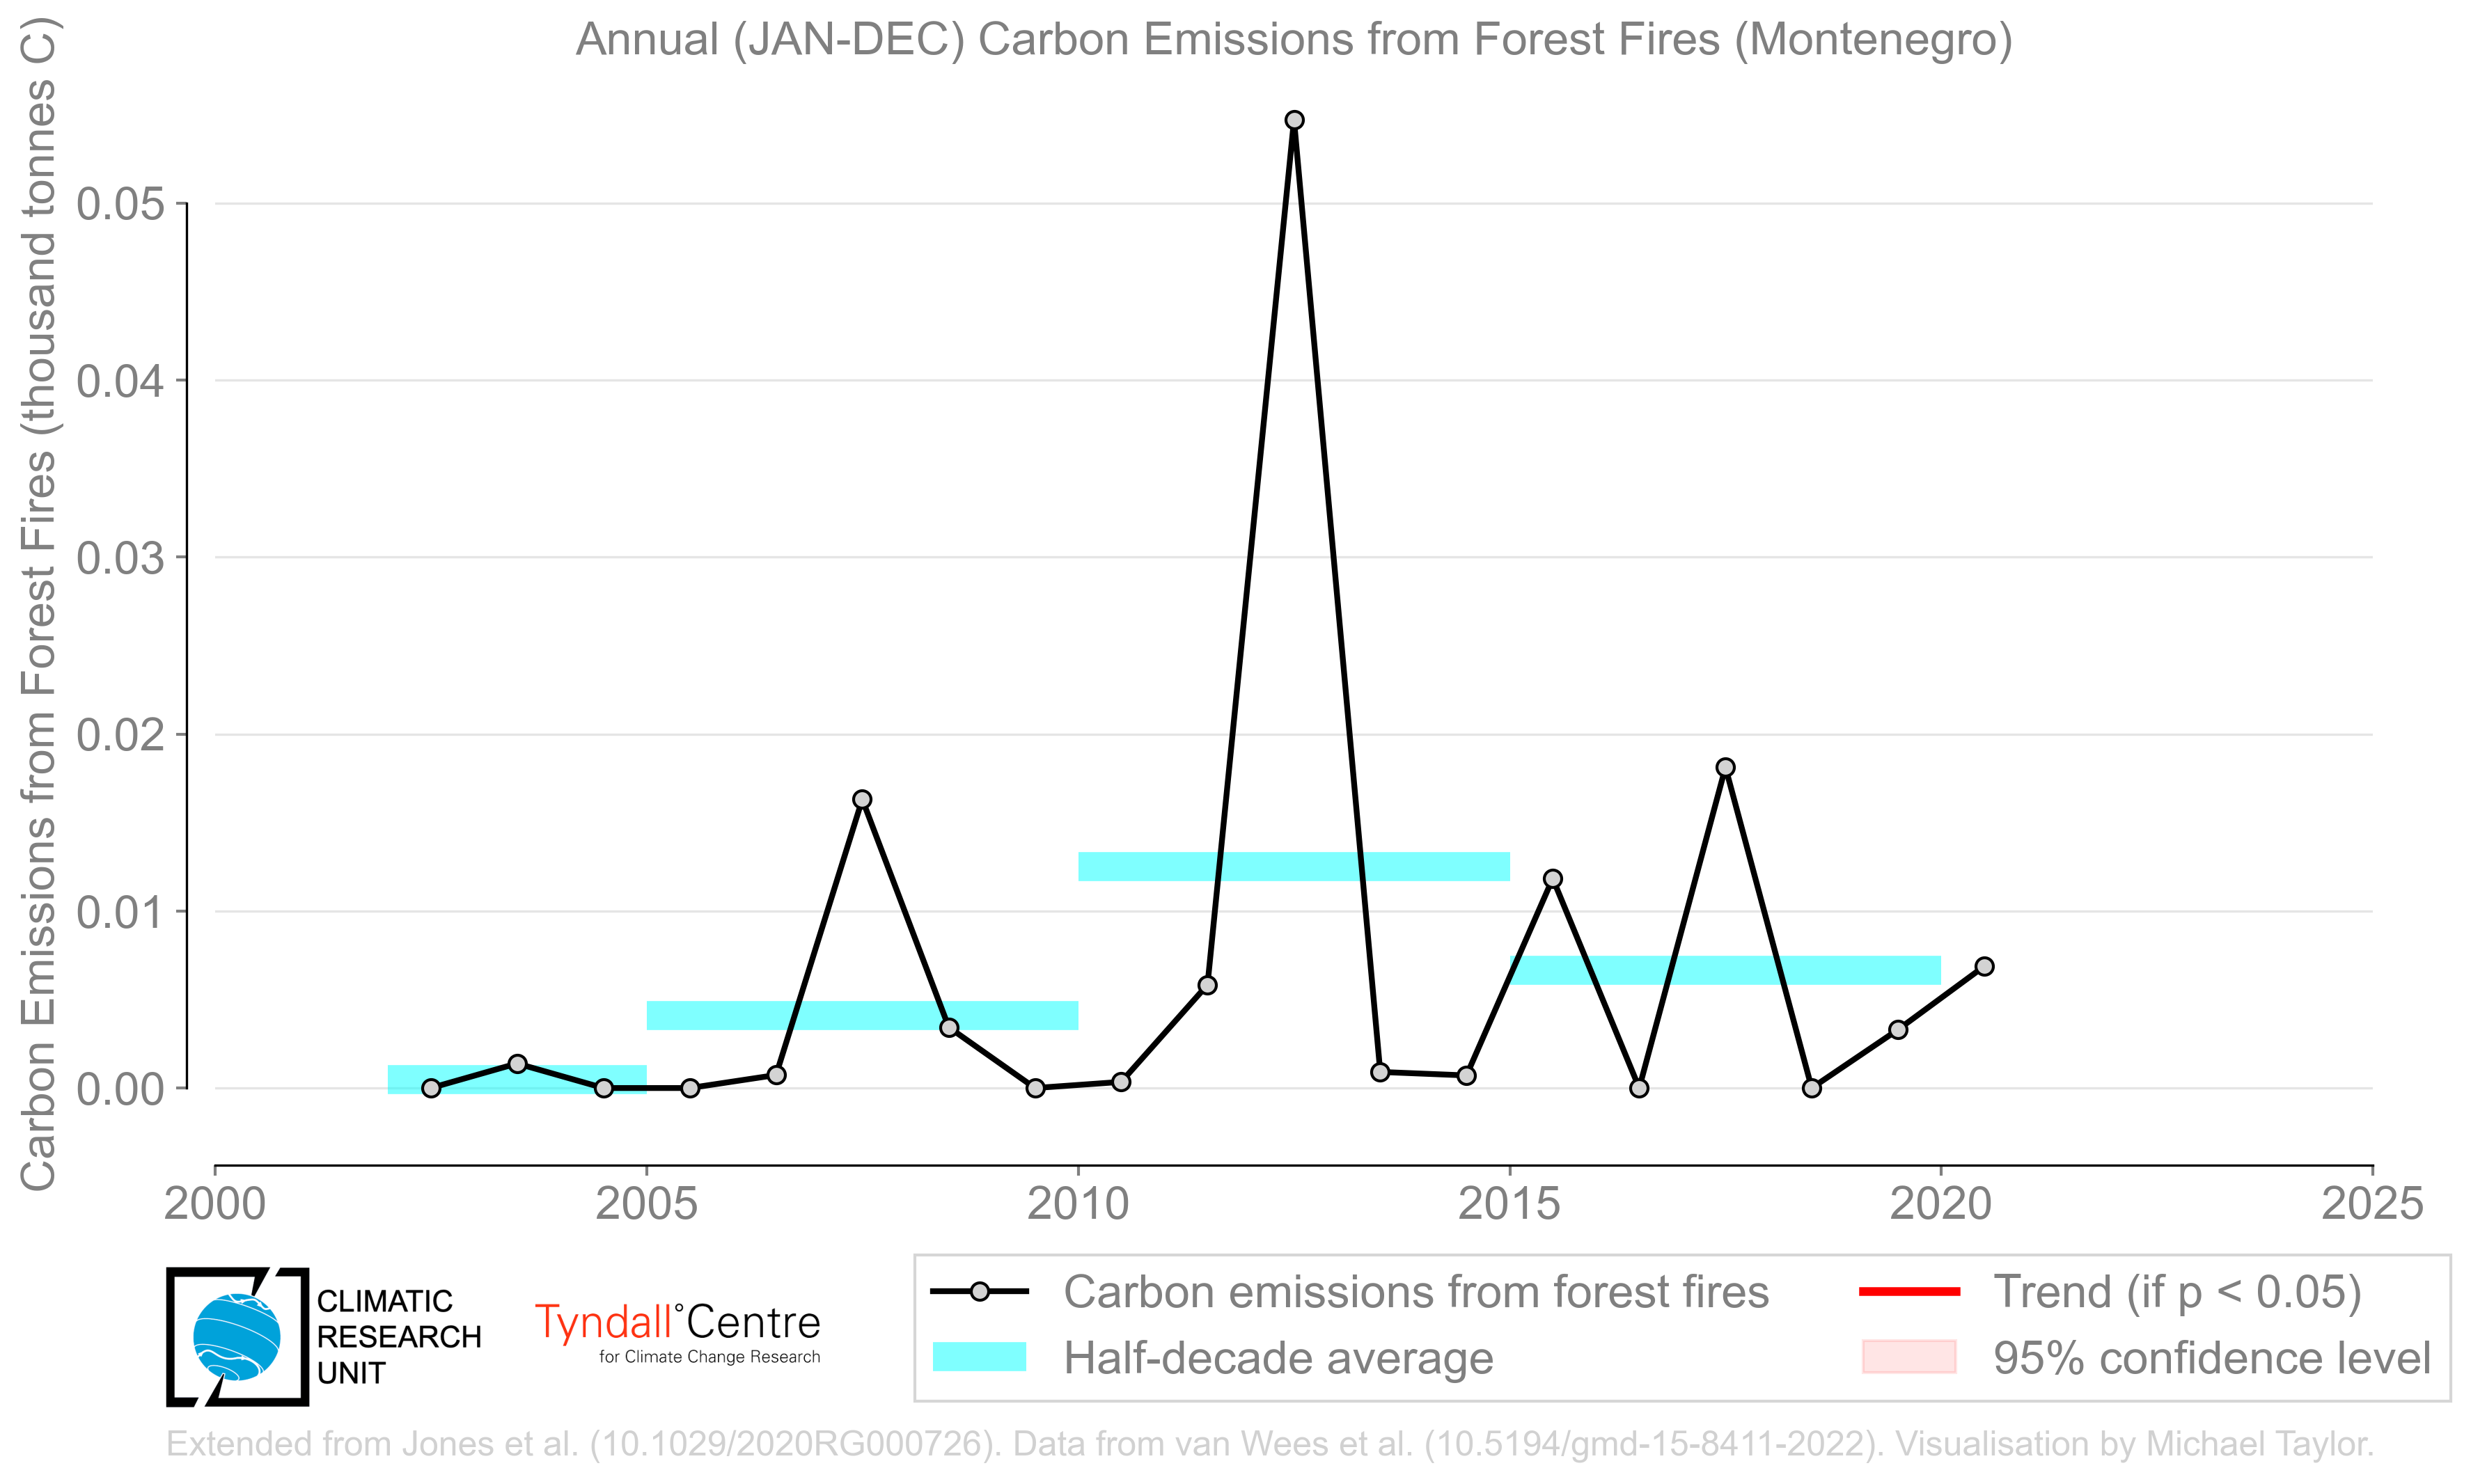 Annual (JAN-DEC) Carbon Emissions from Forest Fires (Montenegro)
Carbon Emissions from Forest Fires (thousand tonnes C)
0.05
0.04
0.03
0.02
0.01
0.00
2000 2005 2010 2015 2020 2025
CLIMATIC
RESEARCH
UNIT
Tyndall°Centre
for Climate Change Research
Carbon emissions from forest fires
Half-decade average
Trend (if p < 0.05)
95% confidence level
Extended from Jones et al. (10.1029/2020RG000726). Data from van Wees et al. (10.5194/gmd-15-8411-2022). Visualisation by Michael Taylor.